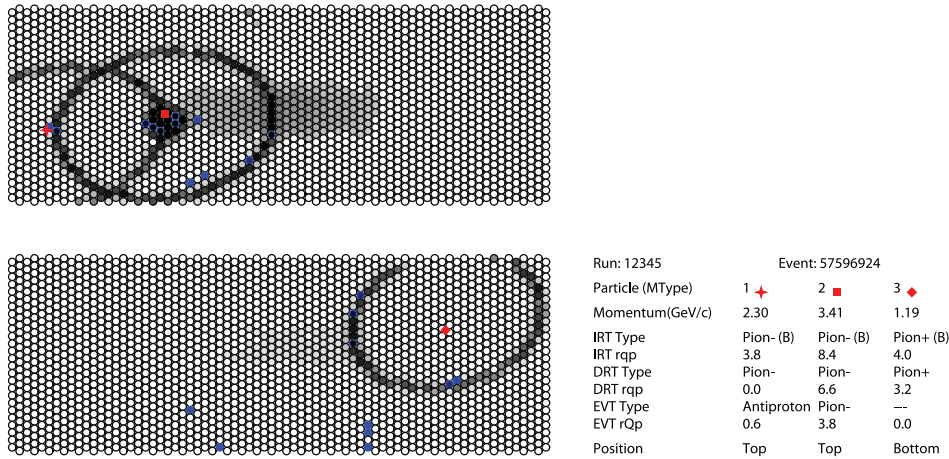 Run: 12345 Event: 57596924
Particle (MType) 1 2 3
Momentum(GeV/c) 2.30 3.41 1.19
IRT Type Pion- (B) Pion- (B) Pion+ (B)
IRT rqp 3.8 8.4 4.0
DRT Type Pion- Pion- Pion+
DRT rqp 0.0 6.6 3.2
EVT Type Antiproton Pion- ---
EVT rQp 0.6 3.8 0.0
Position Top Top Bottom